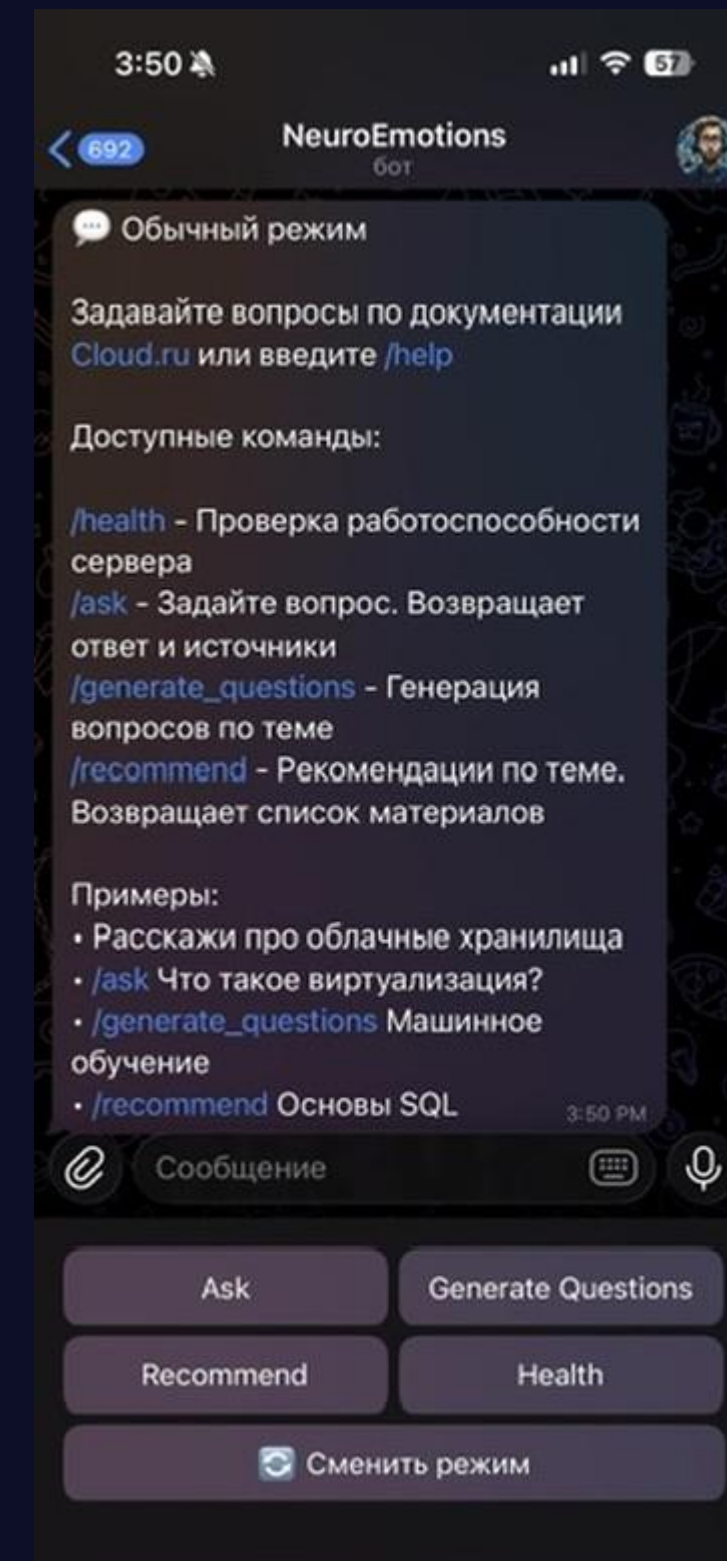 3:50
57
692
NeuroEmotions
бот
💬 Обычный режим
Задавайте вопросы по документации
Cloud.ru или введите /help
Доступные команды:
/health - Проверка работоспособности
сервера
/ask - Задайте вопрос. Возвращает
ответ и источники
/generate_questions - Генерация
вопросов по теме
/recommend - Рекомендации по теме.
Возвращает список материалов
Примеры:
• Расскажи про облачные хранилища
• /ask Что такое виртуализация?
• /generate_questions Машинное
обучение
• /recommend Основы SQL
3:50 PM
Сообщение
Ask
Generate Questions
Recommend
Health
🔄 Сменить режим